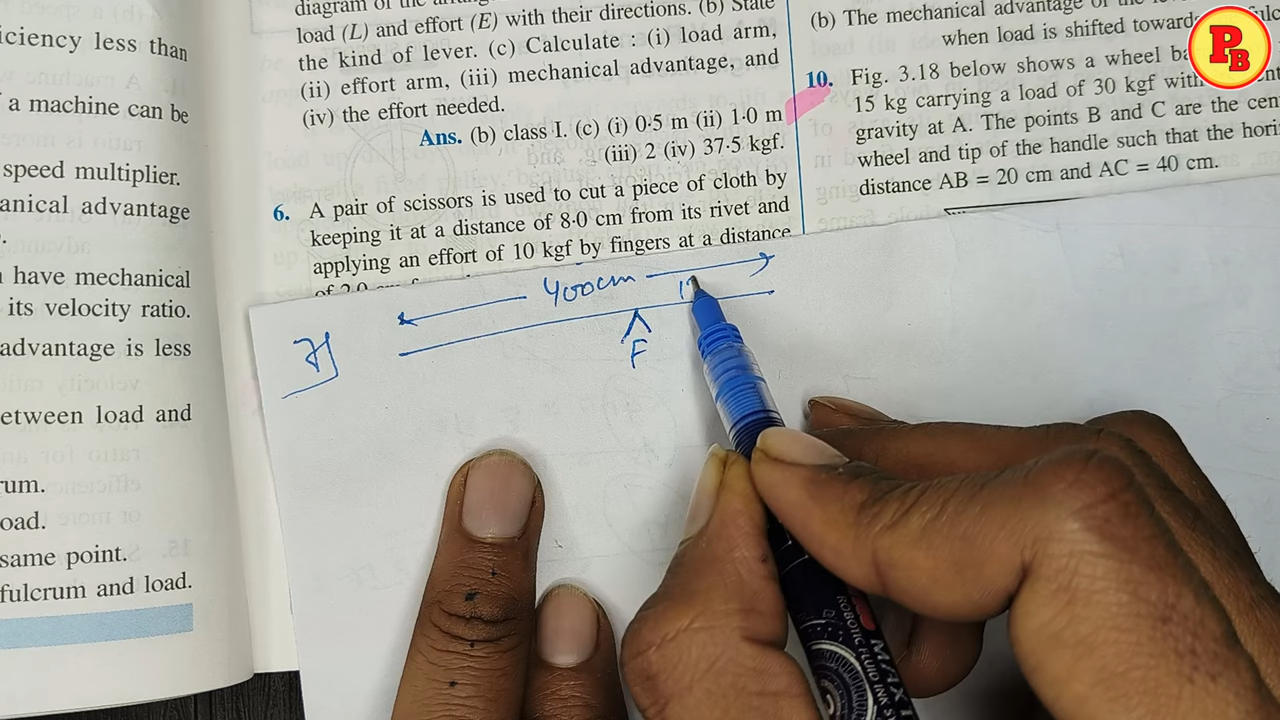 iciency less than
a machine can be
speed multiplier.
anical advantage
have mechanical
its velocity ratio.
advantage is less
etween load and
rum.
oad.
same point.
fulcrum and load.
load (L) and effort (E) with their directions. (b) State
the kind of lever. (c) Calculate : (i) load arm,
(ii) effort arm, (iii) mechanical advantage, and
(iv) the effort needed.
Ans. (b) class I. (c) (i) 0·5 m (ii) 1·0 m
(iii) 2 (iv) 37·5 kgf.
6. A pair of scissors is used to cut a piece of cloth by
keeping it at a distance of 8·0 cm from its rivet and
applying an effort of 10 kgf by fingers at a distance
(b) The mechanical advantage of the
when load is shifted toward
10. Fig. 3.18 below shows a wheel ba
15 kg carrying a load of 30 kgf with
gravity at A. The points B and C are the cen
wheel and tip of the handle such that the hori
distance AB = 20 cm and AC = 40 cm.
PB
400cm
F
MAX
ROBOTIC FLUID INK S